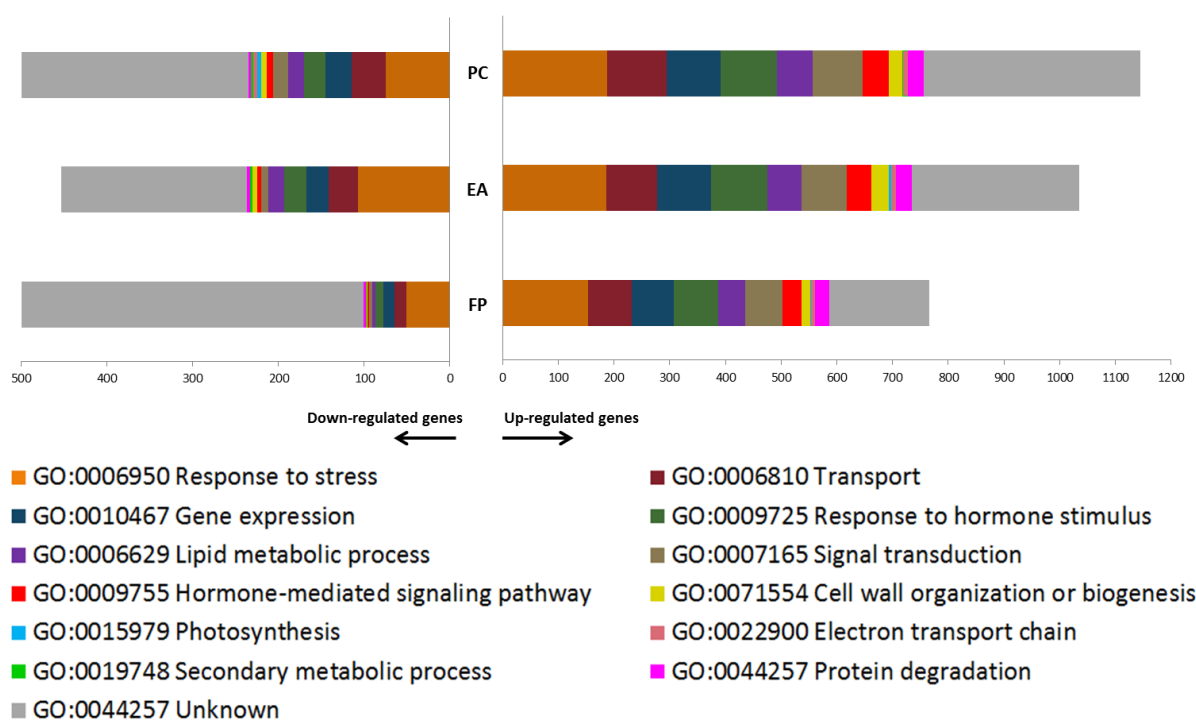 PC
EA
FP
500 400 300 200 100 0
0 100 200 300 400 500 600 700 800 900 1000 1100 1200
Down-regulated genes
Up-regulated genes
GO:0006950 Response to stress
GO:0006810 Transport
GO:0010467 Gene expression
GO:0009725 Response to hormone stimulus
GO:0006629 Lipid metabolic process
GO:0007165 Signal transduction
GO:0009755 Hormone-mediated signaling pathway
GO:0071554 Cell wall organization or biogenesis
GO:0015979 Photosynthesis
GO:0022900 Electron transport chain
GO:0019748 Secondary metabolic process
GO:0044257 Protein degradation
GO:0044257 Unknown